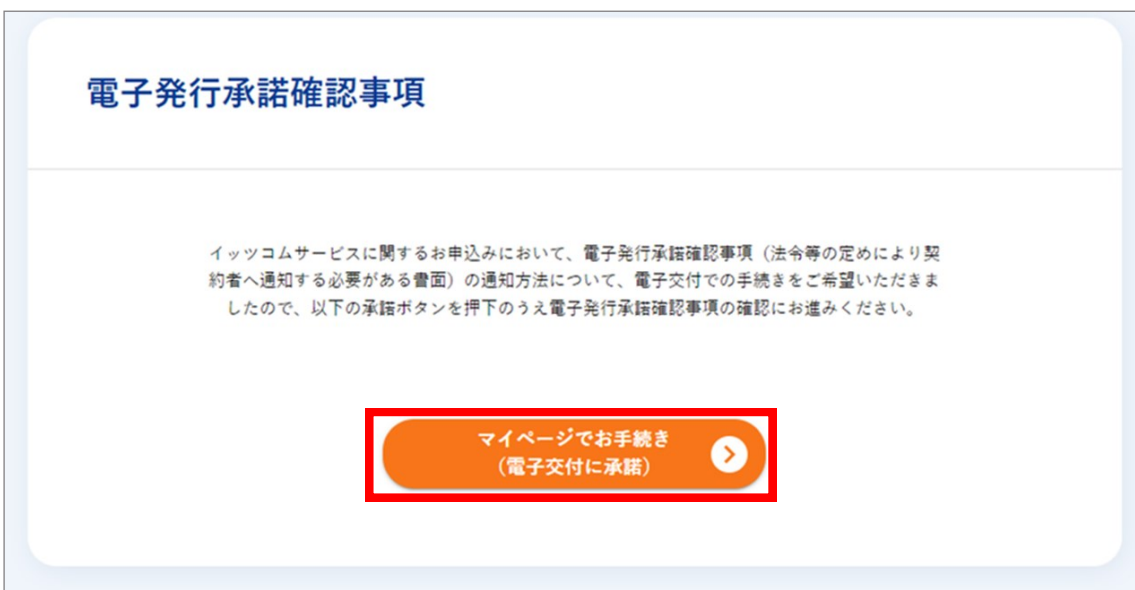 電子発行承諾確認事項
イッツコムサービスに関するお申込みにおいて、電子発行承諾確認事項（法令等の定めにより契
約者へ通知する必要がある書面）の通知方法について、電子交付での手続きをご希望いただきま
したので、以下の承諾ボタンを押下のうえ電子発行承諾確認事項の確認にお進みください。
マイページでお手続き
（電子交付に承諾）